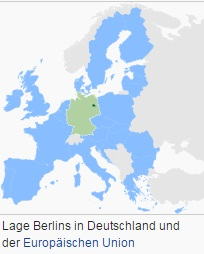 Lage Berlins in Deutschland und
der Europäischen Union